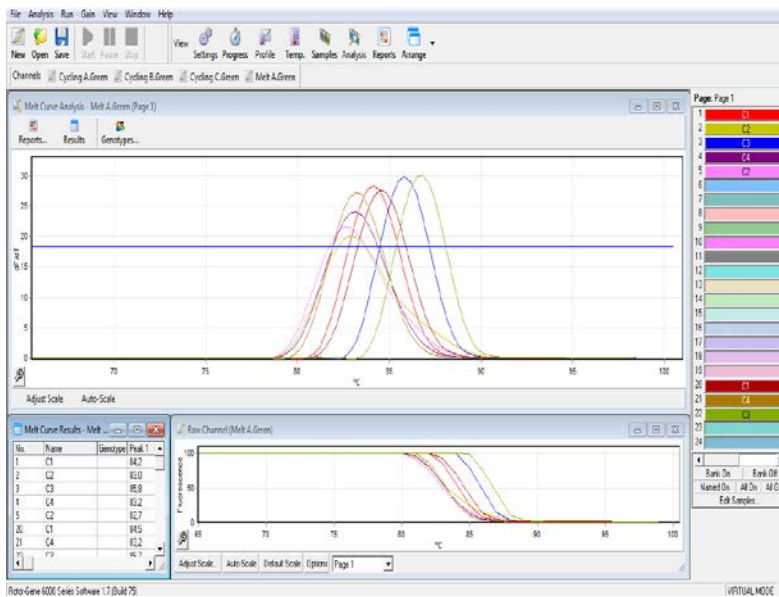 File Analysis Run Gain View Window Help
New Open Save Start Pause Stop View Settings Progress Profile Temp. Samples Analysis Reports Arrange
Channels Cycling A.Green Cycling B.Green Cycling C.Green Melt A.Green
Melt Curve Analysis - Melt A.Green (Page 1)
Reports... Results Genotypes...
30
25
20
15
10
5
0
dF/dT
70 75 80 85 90 95 100
°C
Adjust Scale Auto-Scale
Melt Curve Results - Melt ...
No. Name Genotype Peak 1
1 C1 84,2
2 C2 83,0
3 C3 85,8
4 C4 83,2
5 C2 82,7
20 C1 84,5
21 C4 83,2
Raw Channel (Melt A.Green)
100
50
0
Fluorescence
65 70 75 80 85 90 95
°C
Adjust Scale... Auto-Scale Default Scale Options Page 1
Page: Page 1
1 C1
2 C2
3 C3
4 C4
5 C2
6
7
8
9
10
11
12
13
14
15
16
17
18
19
20 C1
21 C4
22
23
24
Bank On Bank Off
Named On All On
Edit Samples...
Rotor-Gene 6000 Series Software 1.7 (Build 75)
VIRTUAL MODE